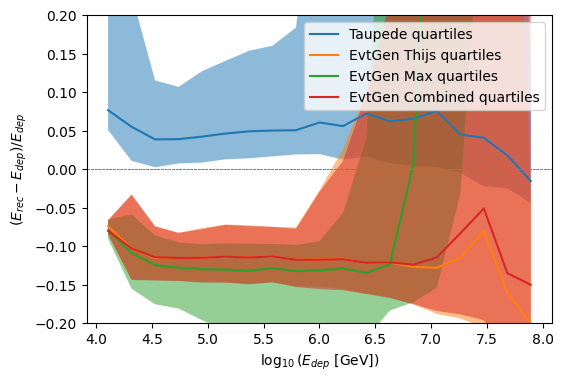 0.20
0.15
0.10
0.05
0.00
−0.05
−0.10
−0.15
−0.20
(E_rec − E_dep)/E_dep
Taupede quartiles
EvtGen Thijs quartiles
EvtGen Max quartiles
EvtGen Combined quartiles
4.0 4.5 5.0 5.5 6.0 6.5 7.0 7.5 8.0
log10 (E_dep [GeV])